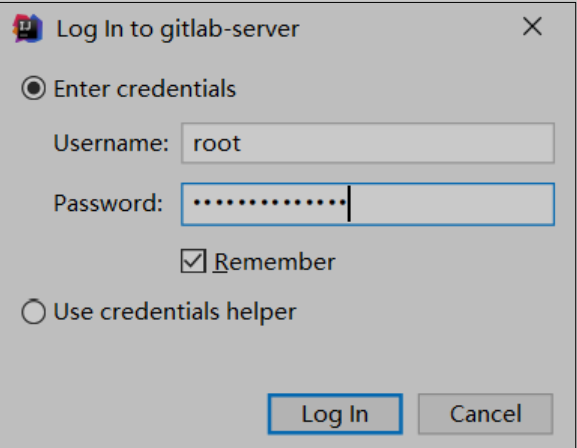 Log In to gitlab-server
Enter credentials
Username: root
Password: ••••••••••••••
Remember
Use credentials helper
Log In Cancel